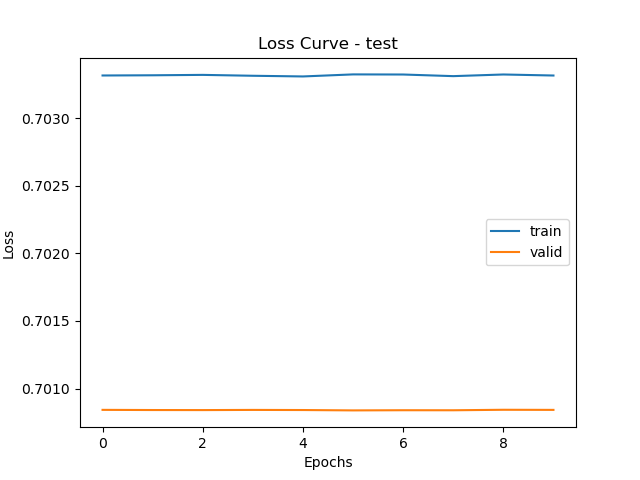 Loss Curve - test
0.7030
0.7025
0.7020
0.7015
0.7010
Loss
train
valid
0 2 4 6 8
Epochs